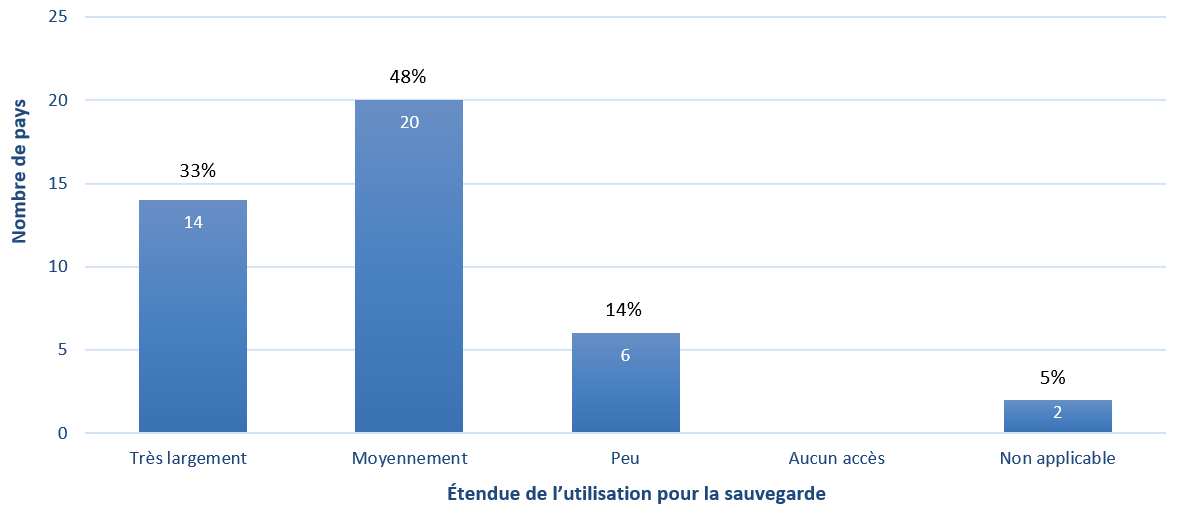 25
20
15
10
5
0
Nombre de pays
33%
14
48%
20
14%
6
5%
2
Très largement
Moyennement
Peu
Aucun accès
Non applicable
Étendue de l’utilisation pour la sauvegarde